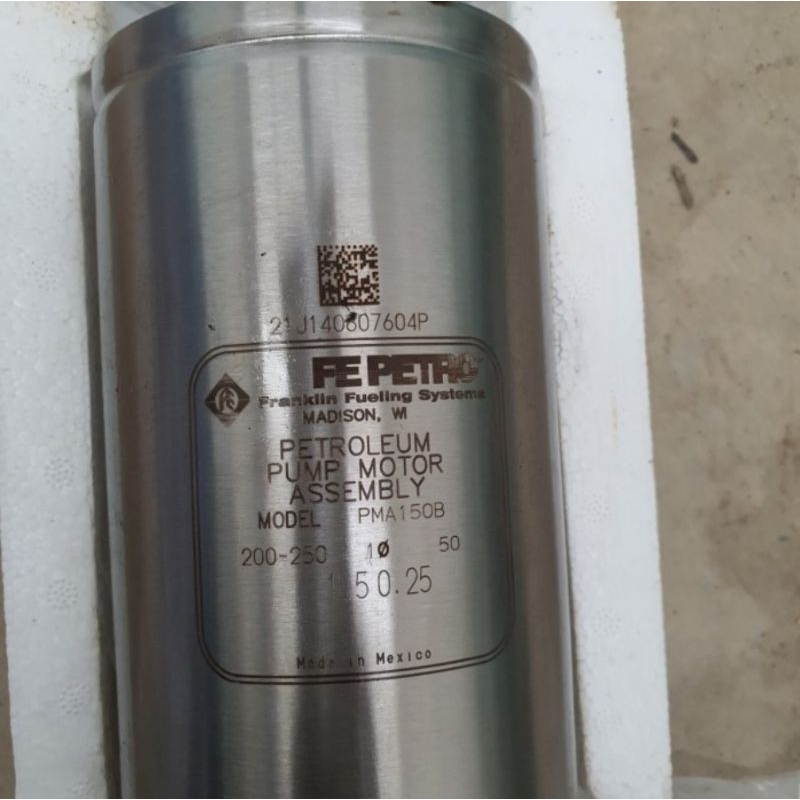 21J140607604P
FE PETRO
Franklin Fueling Systems
MADISON, WI
PETROLEUM
PUMP MOTOR
ASSEMBLY
MODEL PMA150B
200-250 1Ø 50
50.25
Made in Mexico